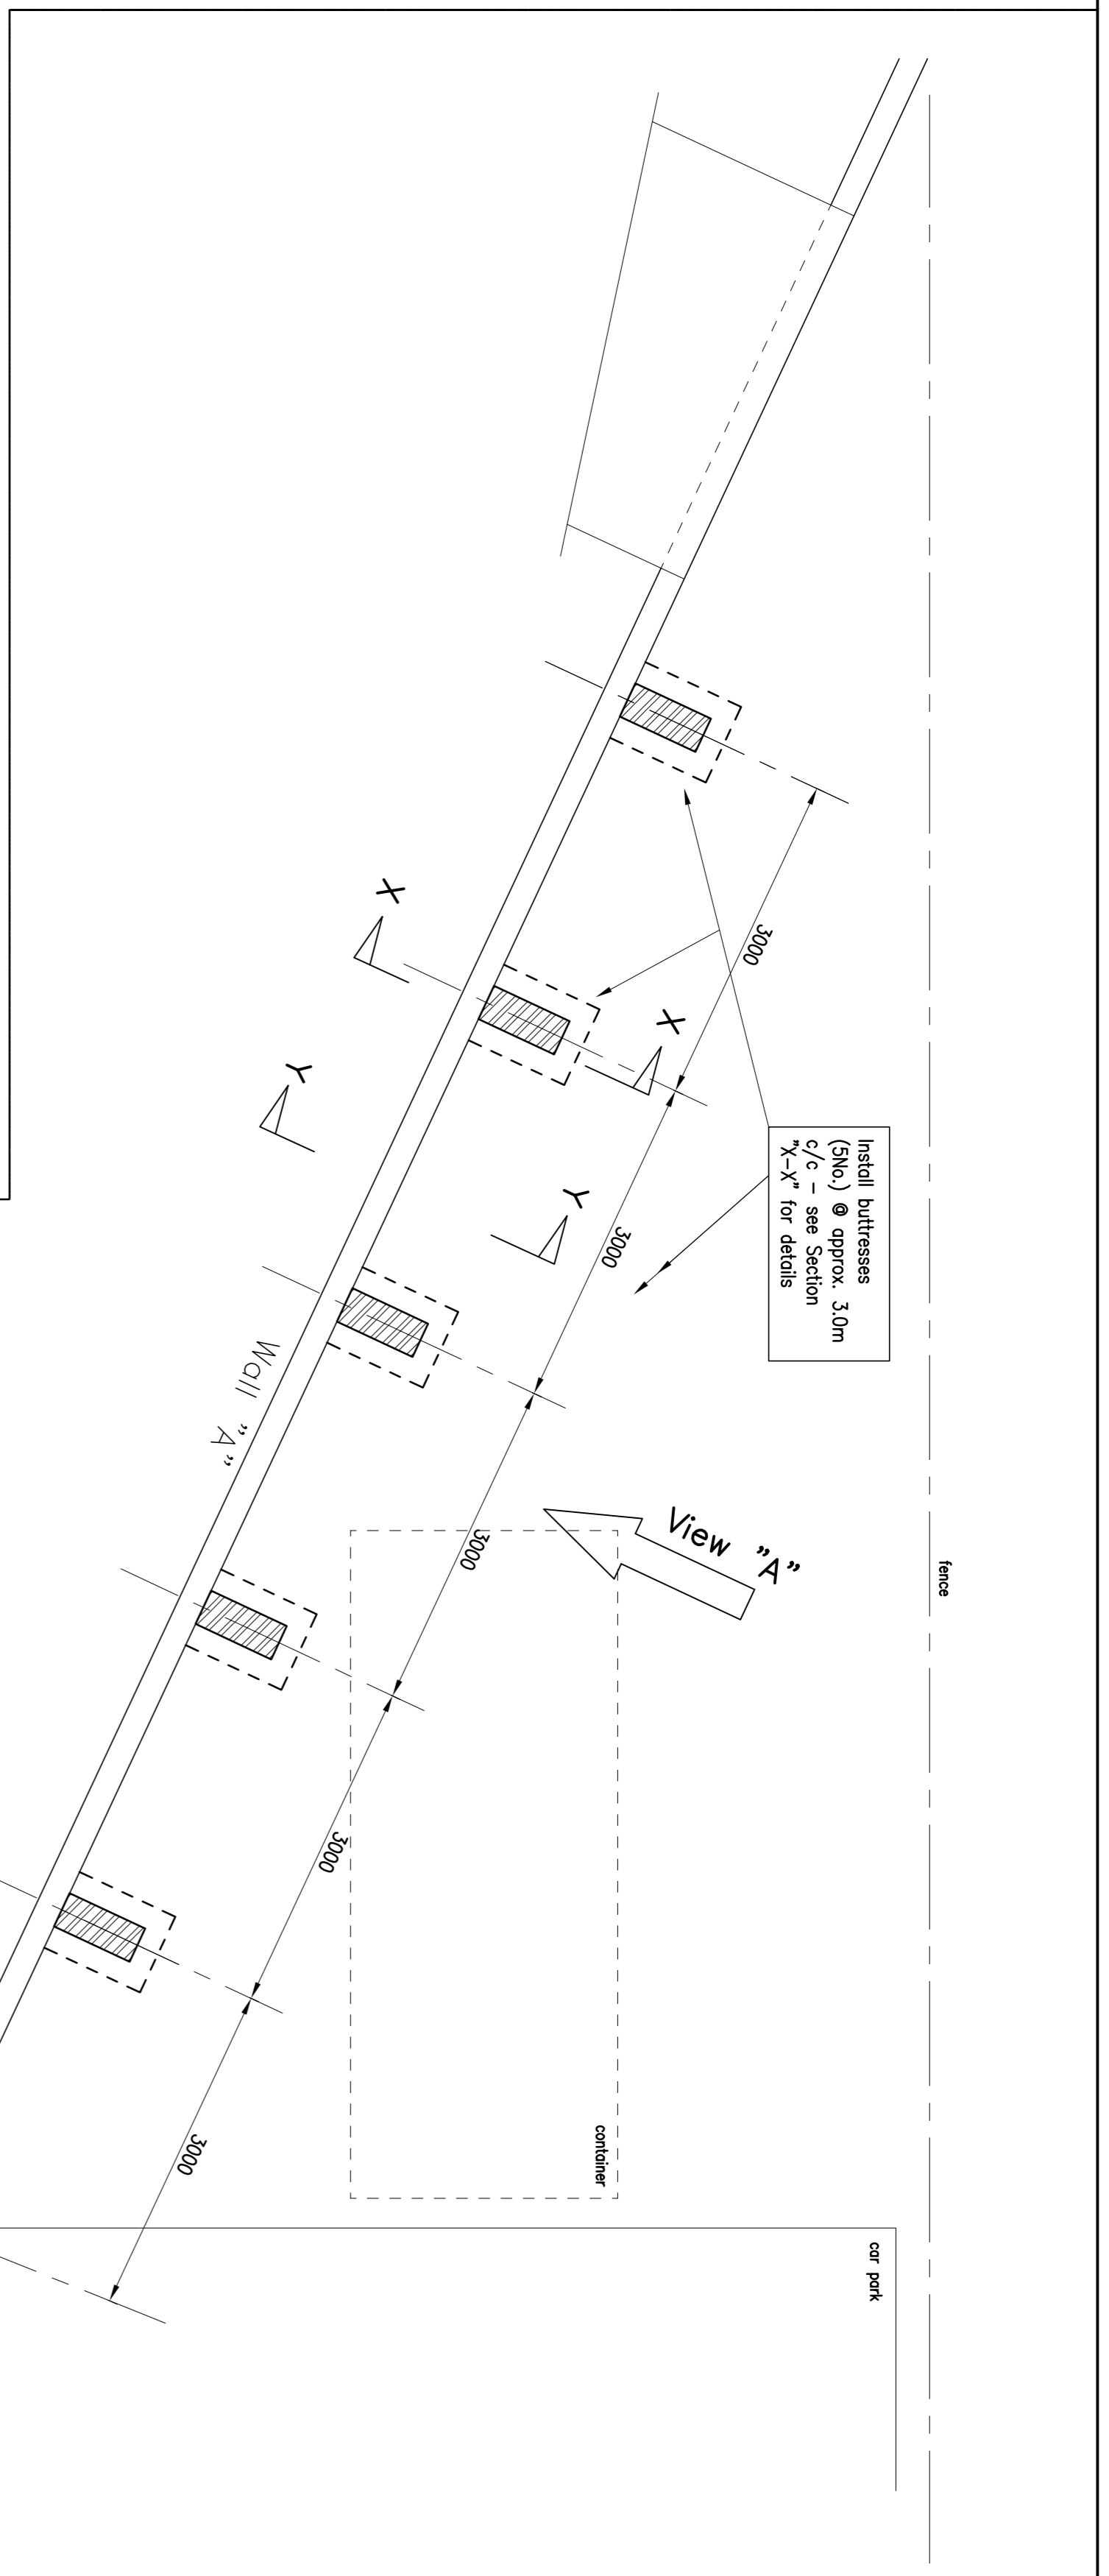 fence
car park
Install buttresses
(5No.) @ approx. 3.0m
c/c - see Section
"X-X" for details
View "A"
container
3000
3000
3000
3000
3000
X
X
Y
Y
Wall "A"